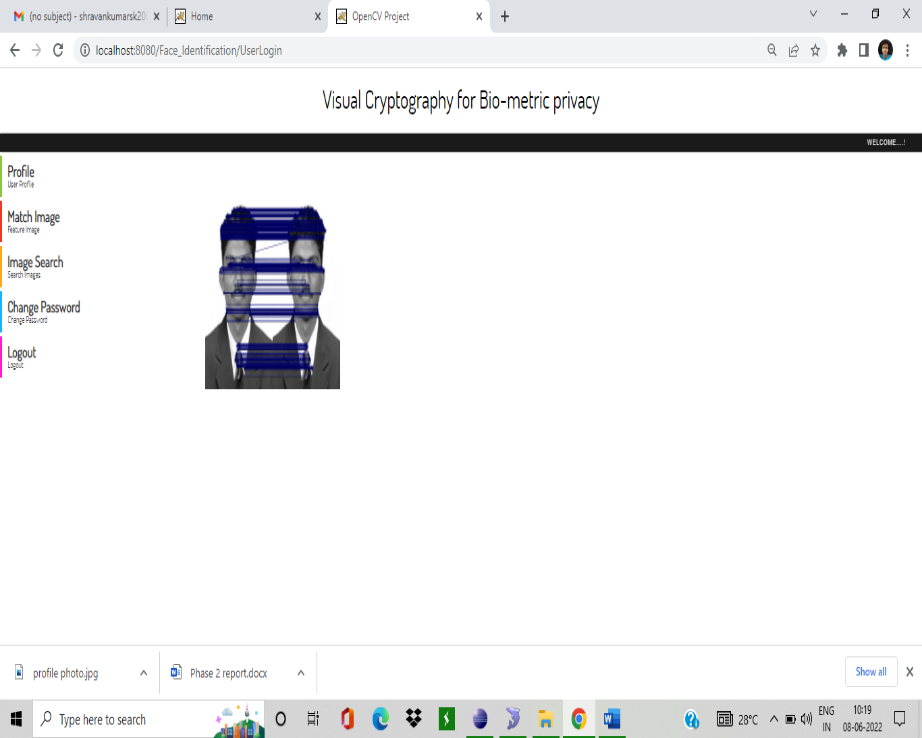 (no subject) - shravankumarsk20
Home
OpenCV Project
localhost:8080/Face_Identification/UserLogin
Visual Cryptography for Bio-metric privacy
WELCOME....!
Profile
User Profile
Match Image
Feature Image
Image Search
Search Images
Change Password
Change Password
Logout
Logout
profile photo.jpg
Phase 2 report.docx
Show all
Type here to search
28°C
ENG
IN
10:19
08-06-2022